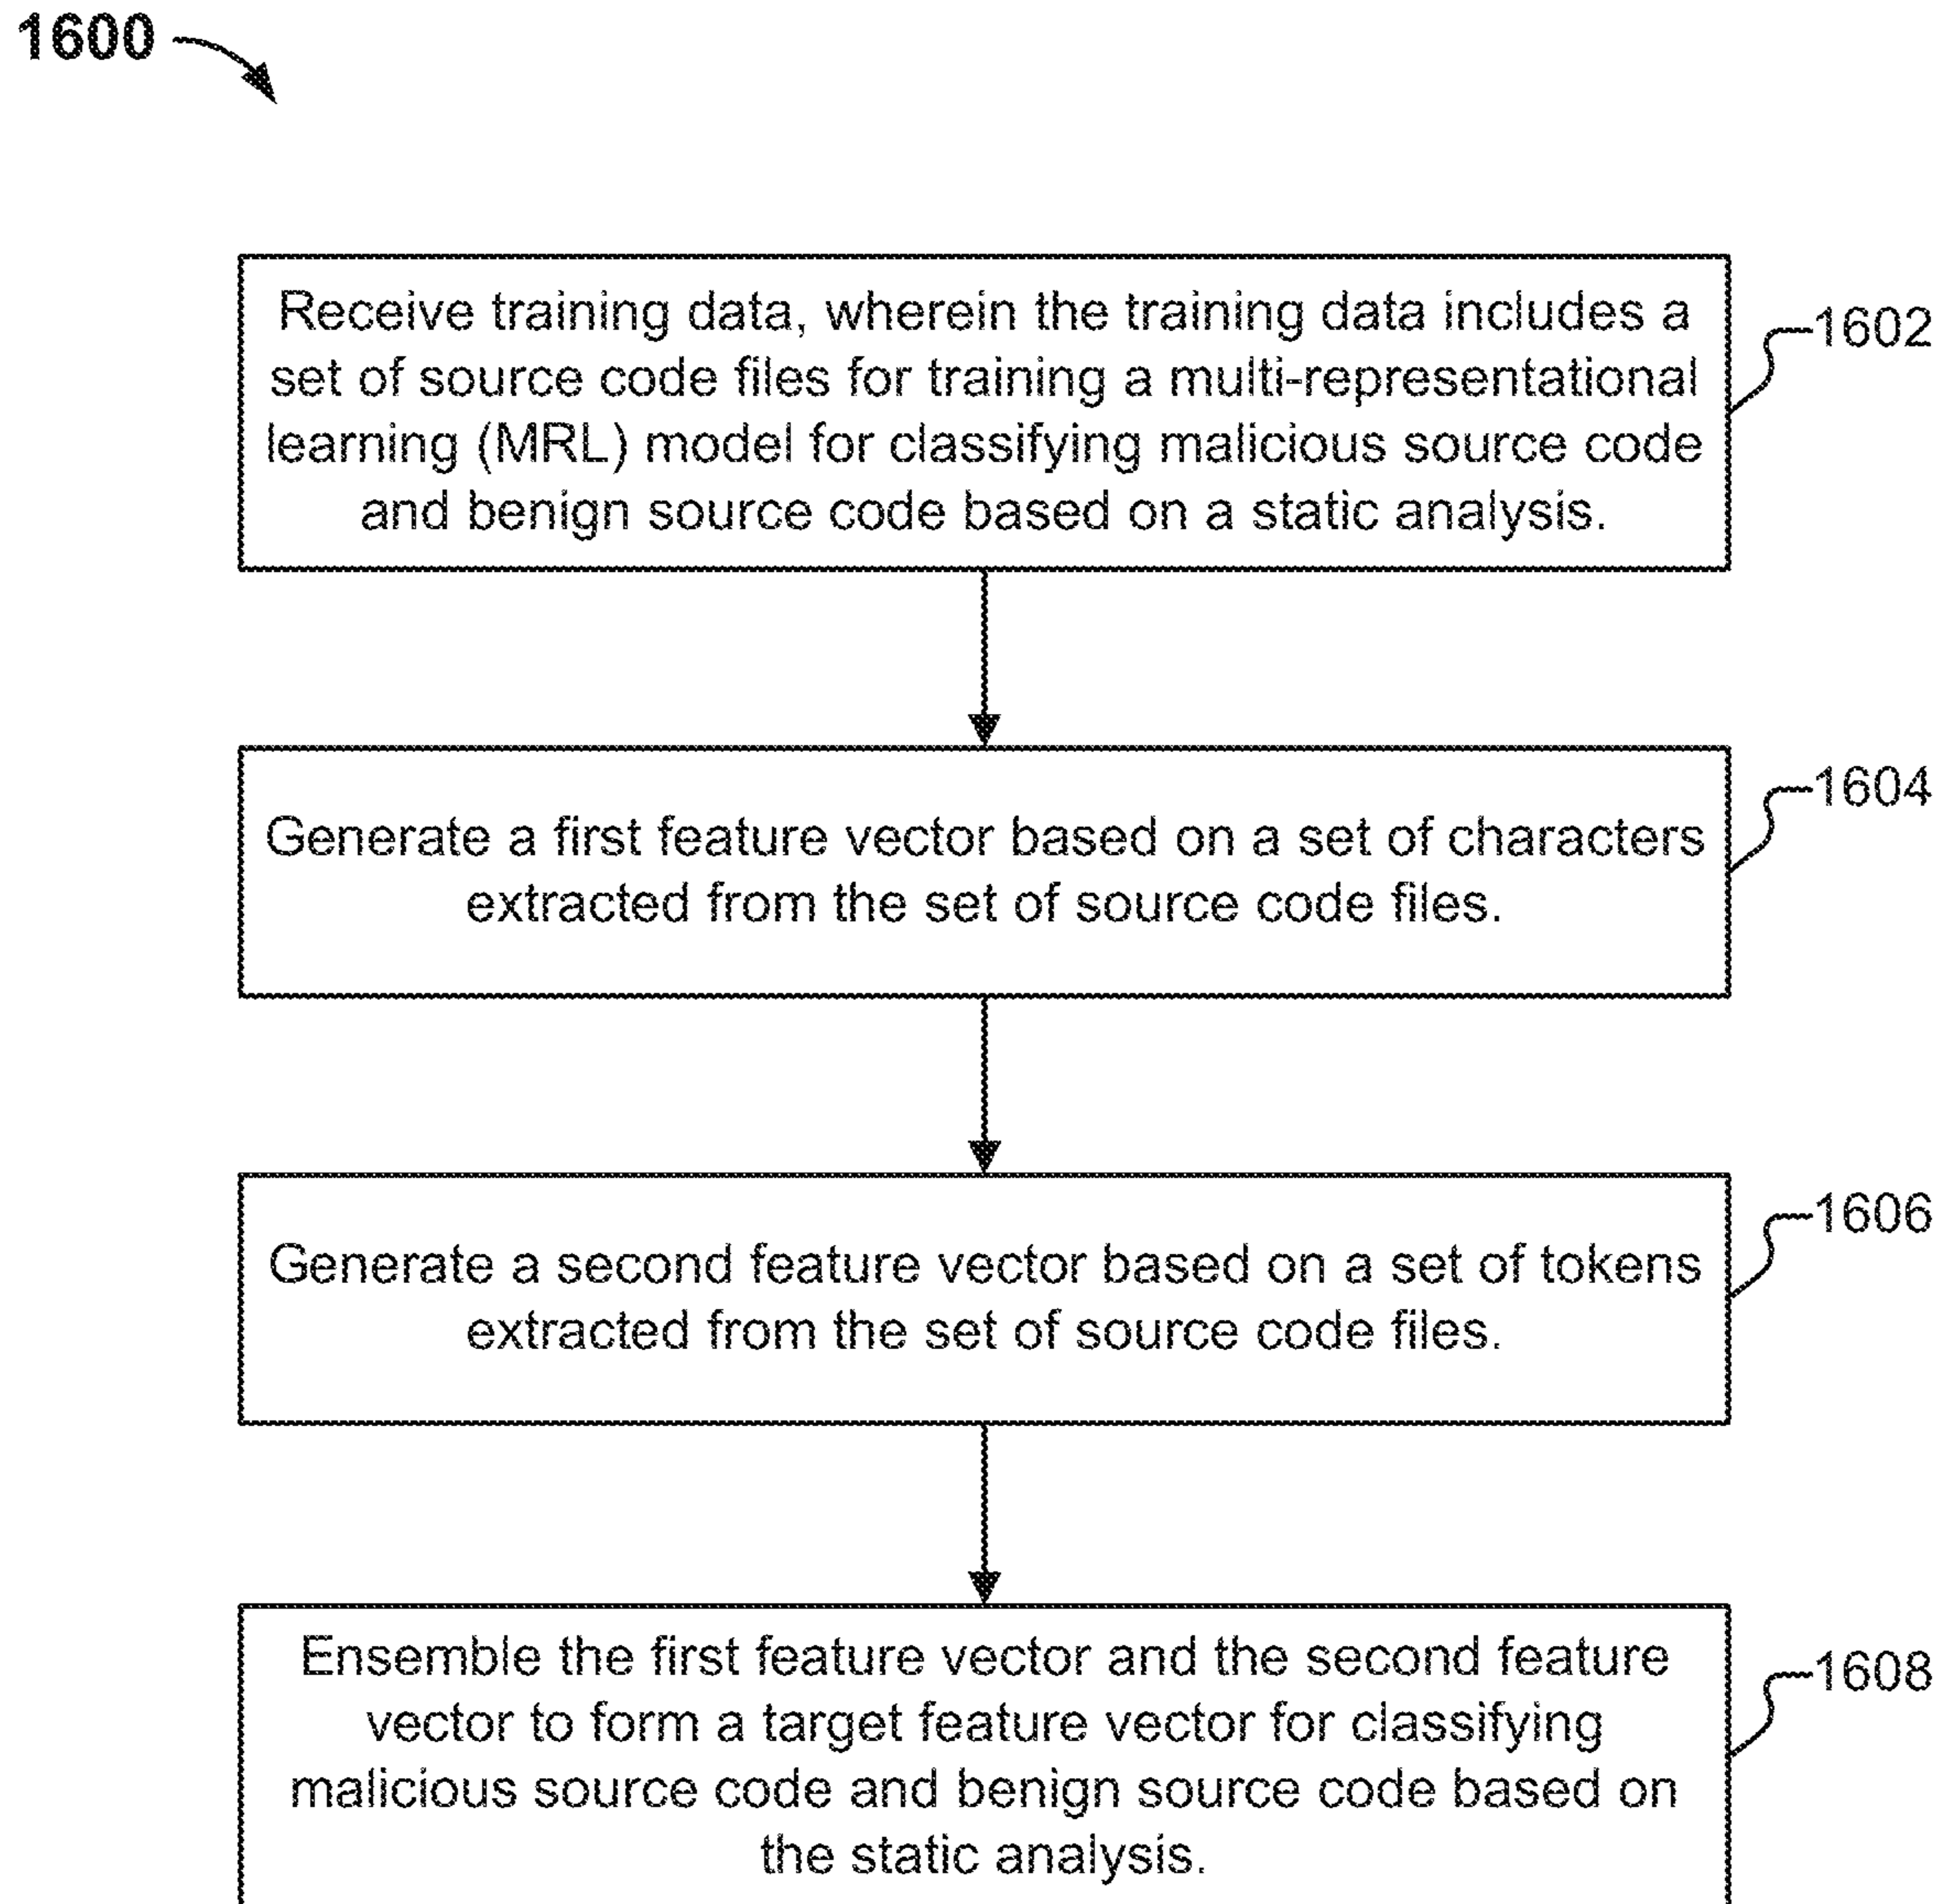 1600
Receive training data, wherein the training data includes a
set of source code files for training a multi-representational
learning (MRL) model for classifying malicious source code
and benign source code based on a static analysis.
1602
Generate a first feature vector based on a set of characters
extracted from the set of source code files.
1604
Generate a second feature vector based on a set of tokens
extracted from the set of source code files.
1606
Ensemble the first feature vector and the second feature
vector to form a target feature vector for classifying
malicious source code and benign source code based on
the static analysis.
1608